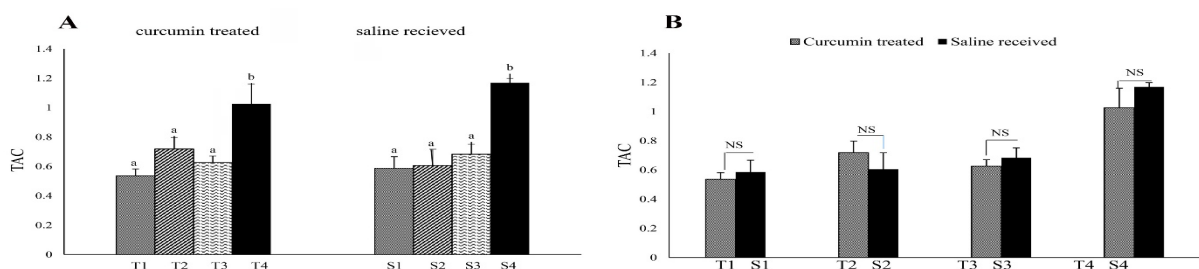 A
curcumin treated saline recieved
1.4
1.2
1
0.8
0.6
0.4
0.2
0
TAC
a a a b
a a a b
T1 T2 T3 T4 S1 S2 S3 S4
B
Curcumin treated Saline received
1.4
1.2
1
0.8
0.6
0.4
0.2
0
TAC
NS NS NS NS
T1 S1 T2 S2 T3 S3 T4 S4